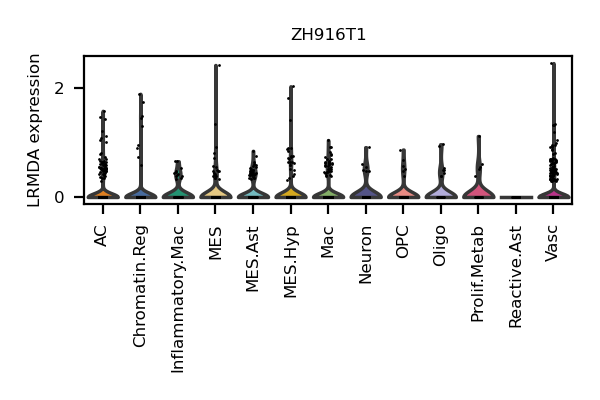 ZH916T1
LRMDA expression
2
0
AC
Chromatin.Reg
Inflammatory.Mac
MES
MES.Ast
MES.Hyp
Mac
Neuron
OPC
Oligo
Prolif.Metab
Reactive.Ast
Vasc